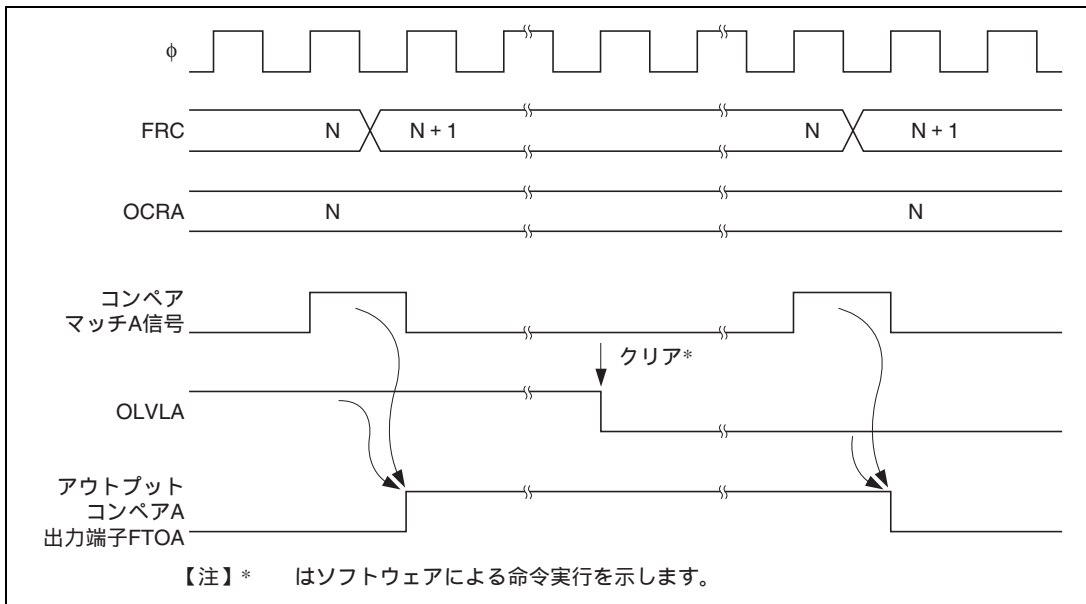 φ
FRC N N + 1 N N + 1
OCRA N N
コンペア
マッチA信号
クリア*
OLVLA
アウトプット
コンペアA
出力端子FTOA
【注】* はソフトウェアによる命令実行を示します。